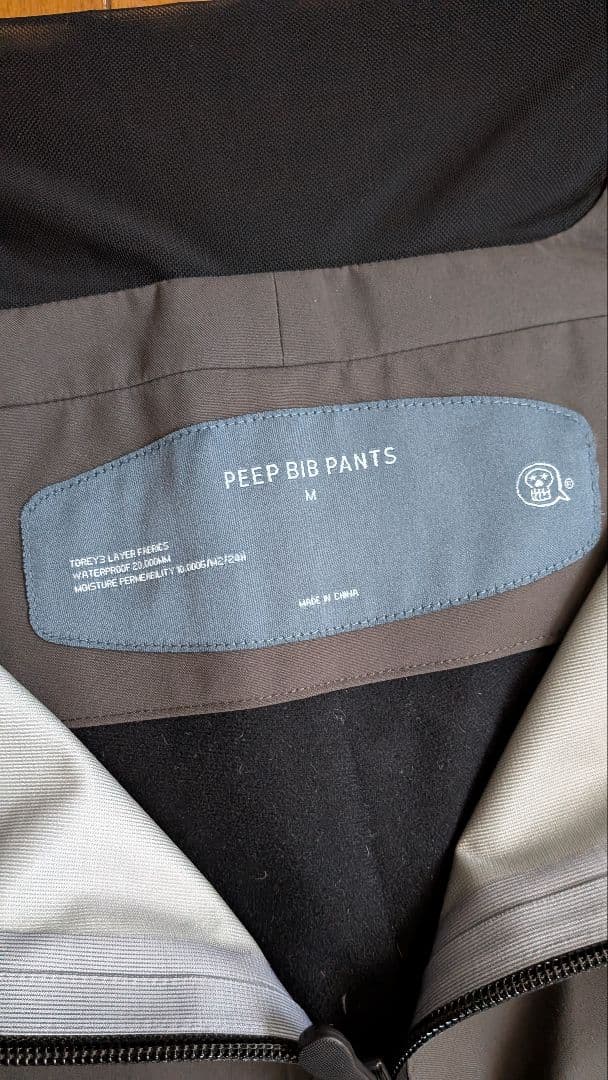 PEEP BIB PANTS
M
TOREY3 LAYER FABRICS
WATERPROOF 20,000MM
MOISTURE PERMEABILITY 10,000G/M2/24H
MADE IN CHINA
®